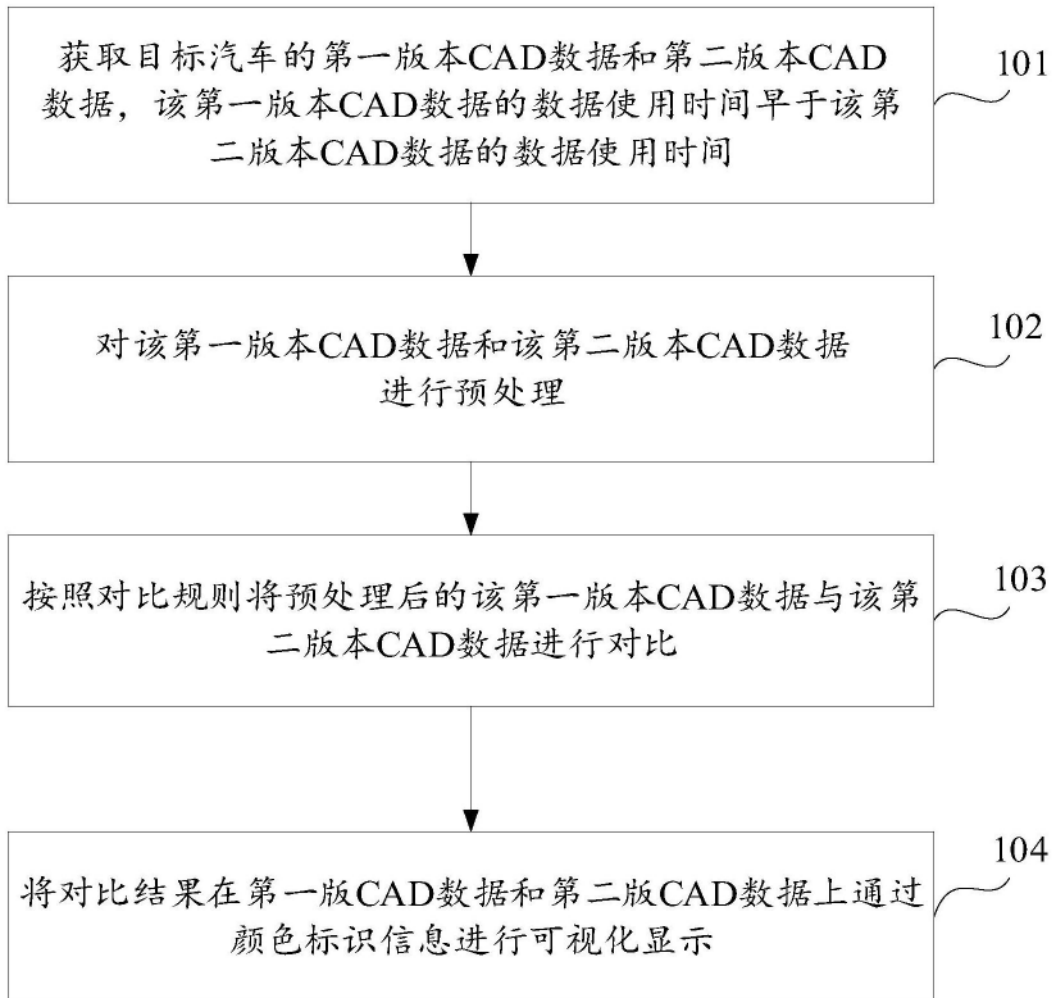 获取目标汽车的第一版本CAD数据和第二版本CAD
数据，该第一版本CAD数据的数据使用时间早于该第
二版本CAD数据的数据使用时间
101
对该第一版本CAD数据和该第二版本CAD数据
进行预处理
102
按照对比规则将预处理后的该第一版本CAD数据与该第
二版本CAD数据进行对比
103
将对比结果在第一版CAD数据和第二版CAD数据上通过
颜色标识信息进行可视化显示
104